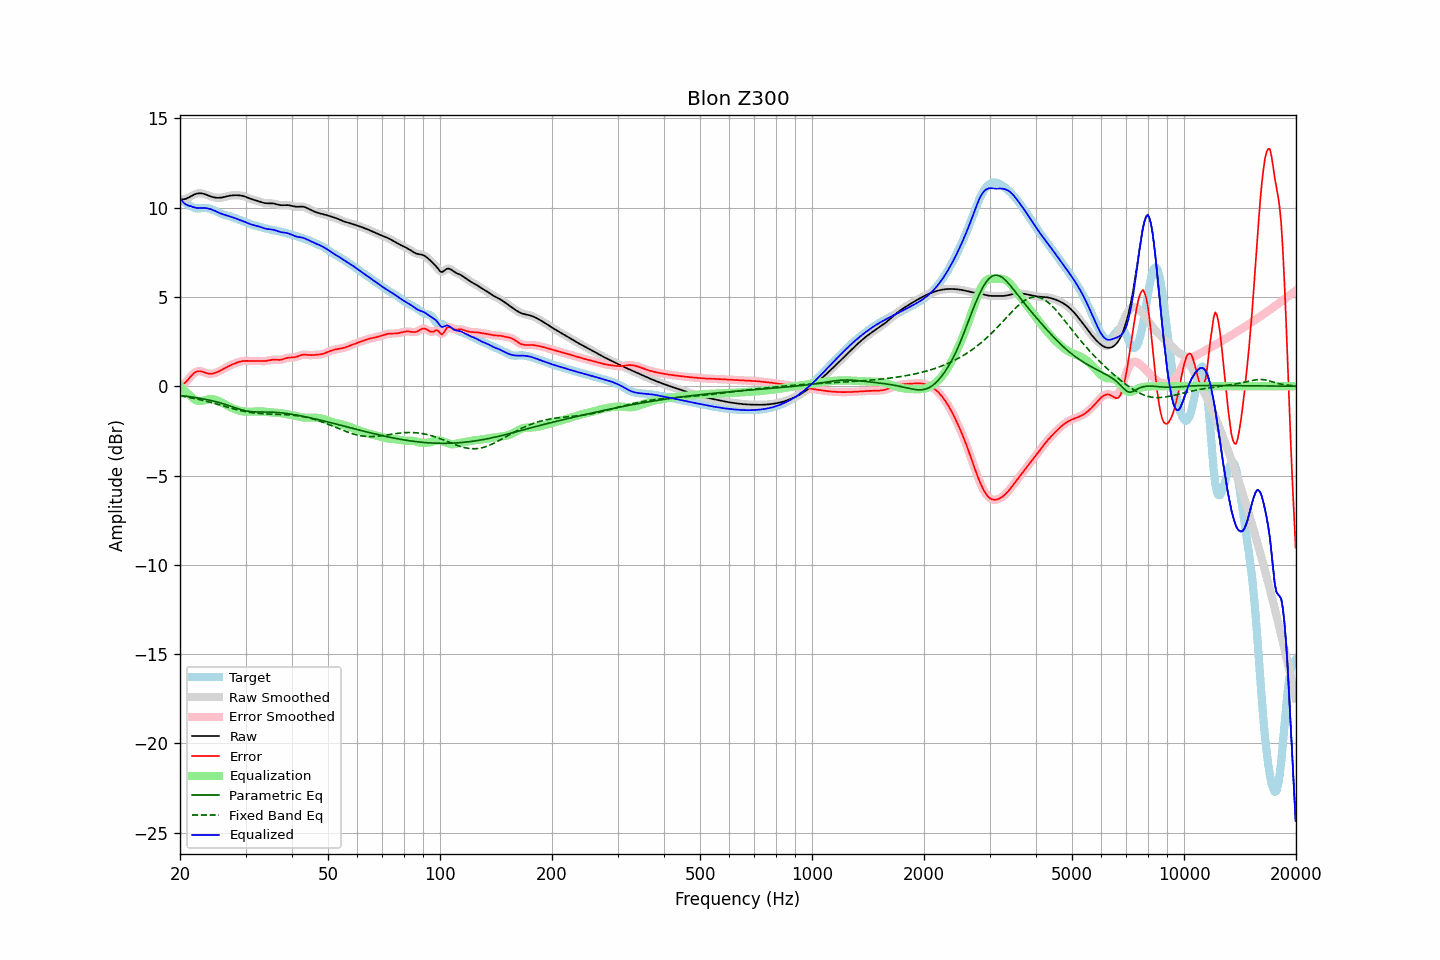 Blon Z300
15
10
5
0
−5
−10
−15
−20
−25
Amplitude (dBr)
Target
Raw Smoothed
Error Smoothed
Raw
Error
Equalization
Parametric Eq
Fixed Band Eq
Equalized
20 50 100 200 500 1000 2000 5000 10000 20000
Frequency (Hz)